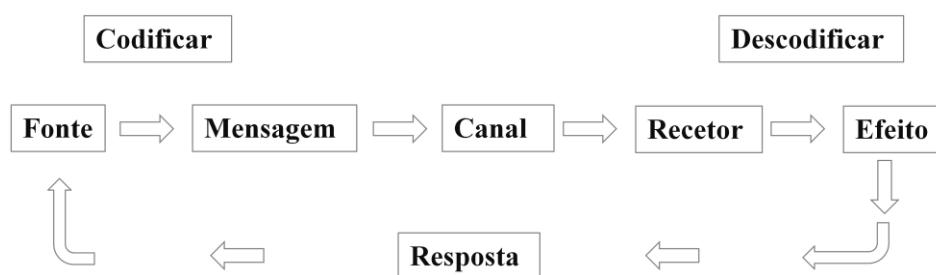 Codificar
Descodificar
Fonte
Mensagem
Canal
Recetor
Efeito
Resposta